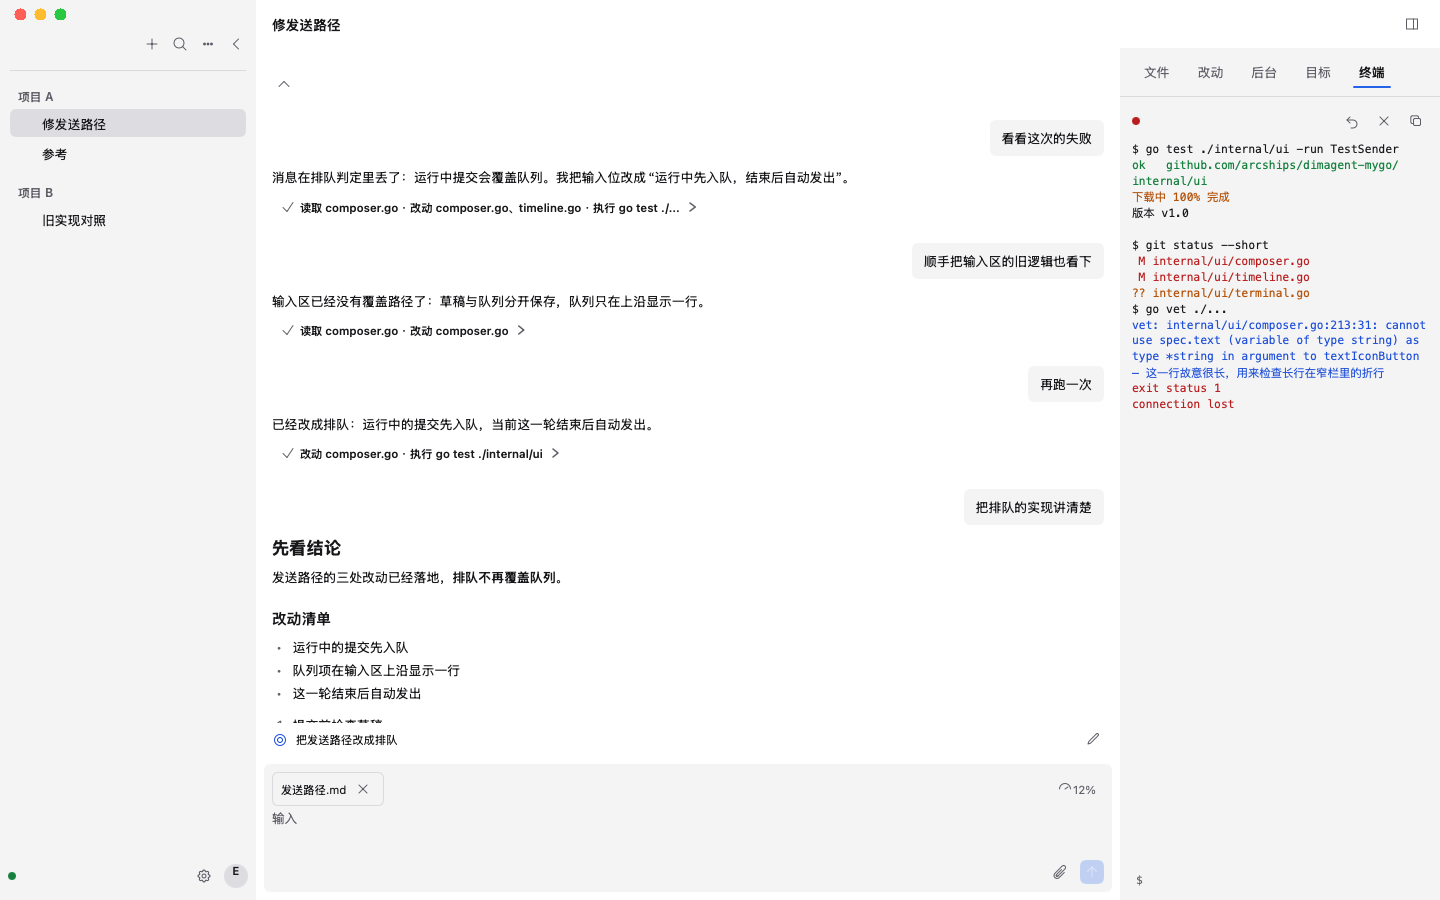 修发送路径
项目 A
修发送路径
参考
项目 B
旧实现对照
E
看看这次的失败
消息在排队判定里丢了：运行中提交会覆盖队列。我把输入位改成 “运行中先入队，结束后自动发出”。
读取 composer.go · 改动 composer.go、timeline.go · 执行 go test ./...
顺手把输入区的旧逻辑也看下
输入区已经没有覆盖路径了：草稿与队列分开保存，队列只在上沿显示一行。
读取 composer.go · 改动 composer.go
再跑一次
已经改成排队：运行中的提交先入队，当前这一轮结束后自动发出。
改动 composer.go · 执行 go test ./internal/ui
把排队的实现讲清楚
先看结论
发送路径的三处改动已经落地，排队不再覆盖队列。
改动清单
• 运行中的提交先入队
• 队列项在输入区上沿显示一行
• 这一轮结束后自动发出
把发送路径改成排队
发送路径.md
12%
输入
文件 改动 后台 目标 终端
$ go test ./internal/ui -run TestSender
ok github.com/arcships/dimagent-mygo/
internal/ui
下载中 100% 完成
版本 v1.0
$ git status --short
M internal/ui/composer.go
M internal/ui/timeline.go
?? internal/ui/terminal.go
$ go vet ./...
vet: internal/ui/composer.go:213:31: cannot
use spec.text (variable of type string) as
type *string in argument to textIconButton
— 这一行故意很长，用来检查长行在窄栏里的折行
exit status 1
connection lost
$